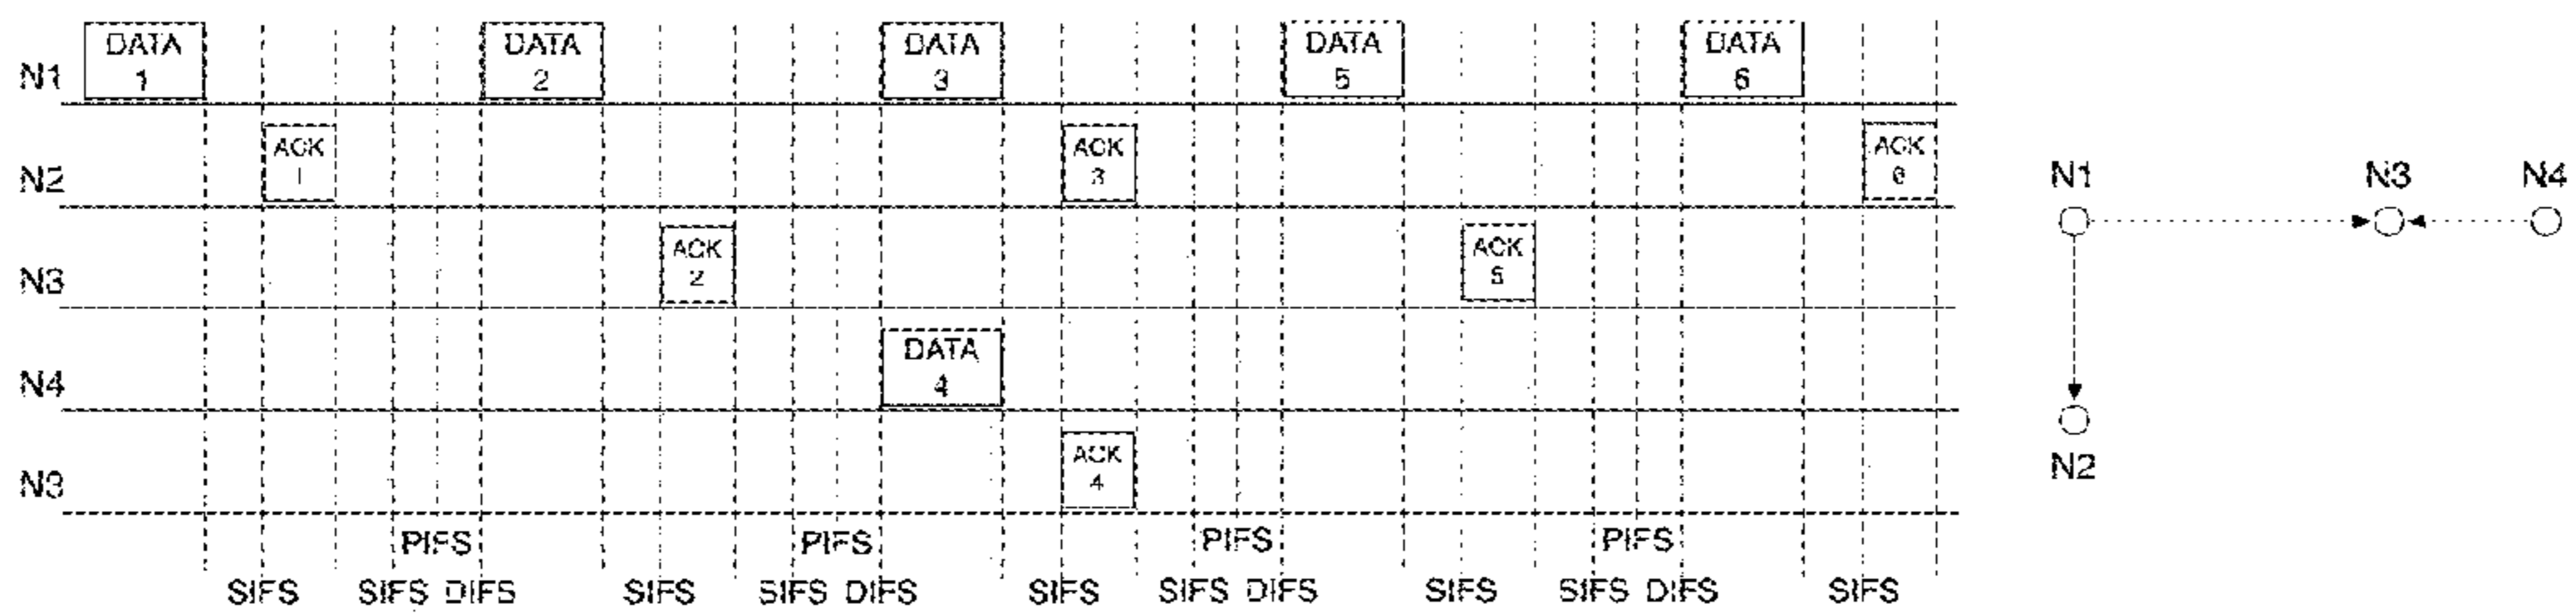 DATA 1
DATA 2
DATA 3
DATA 5
DATA 6
N1
ACK 1
ACK 3
ACK 6
N2
ACK 2
ACK 5
N3
DATA 4
N4
ACK 4
N3
PIFS PIFS PIFS PIFS
SIFS SIFS DIFS SIFS SIFS DIFS SIFS SIFS DIFS SIFS SIFS DIFS SIFS
N1 N3 N4
N2